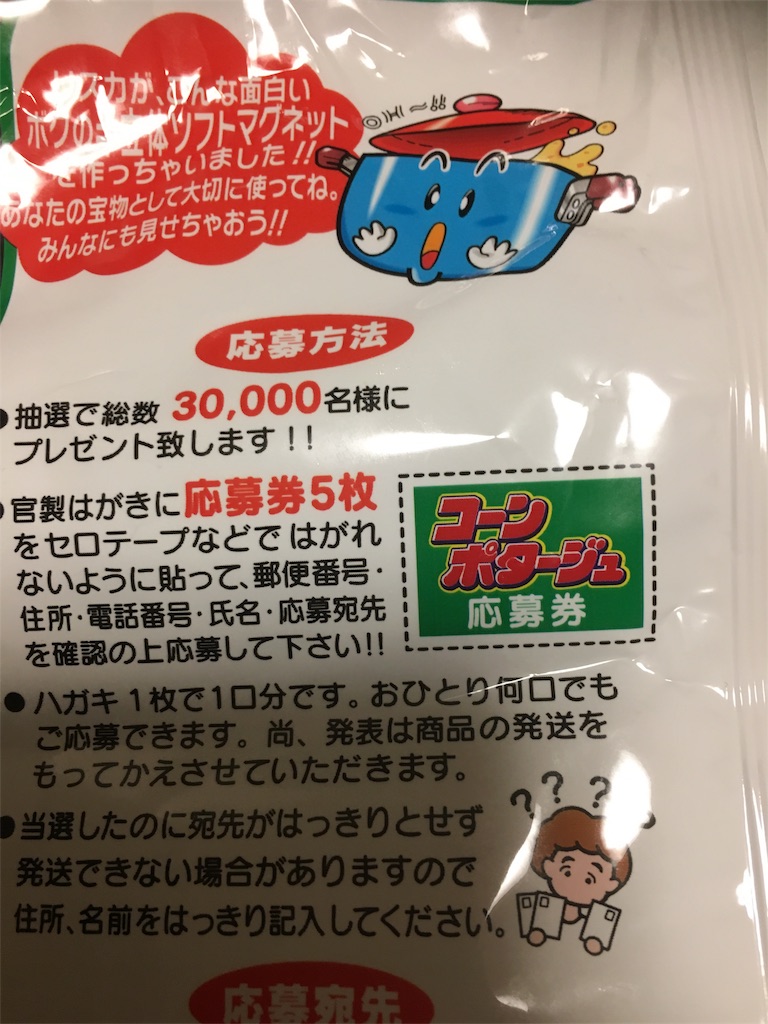 ヤスカが、こんな面白い
ボクの半立体ソフトマグネット
を作っちゃいました!!
あなたの宝物として大切に使ってね。
みんなにも見せちゃおう!!
応募方法
●抽選で総数 30,000名様に
プレゼント致します!!
●官製はがきに応募券5枚
をセロテープなどで はがれ
ないように貼って、郵便番号・
住所・電話番号・氏名・応募宛先
を確認の上応募して下さい!!
コーン
ポタージュ
応募券
●ハガキ1枚で1口分です。おひとり何口でも
ご応募できます。尚、発表は商品の発送を
もってかえさせていただきます。
???
●当選したのに宛先がはっきりとせず
発送できない場合がありますので
住所、名前をはっきり記入してください。
応募宛先